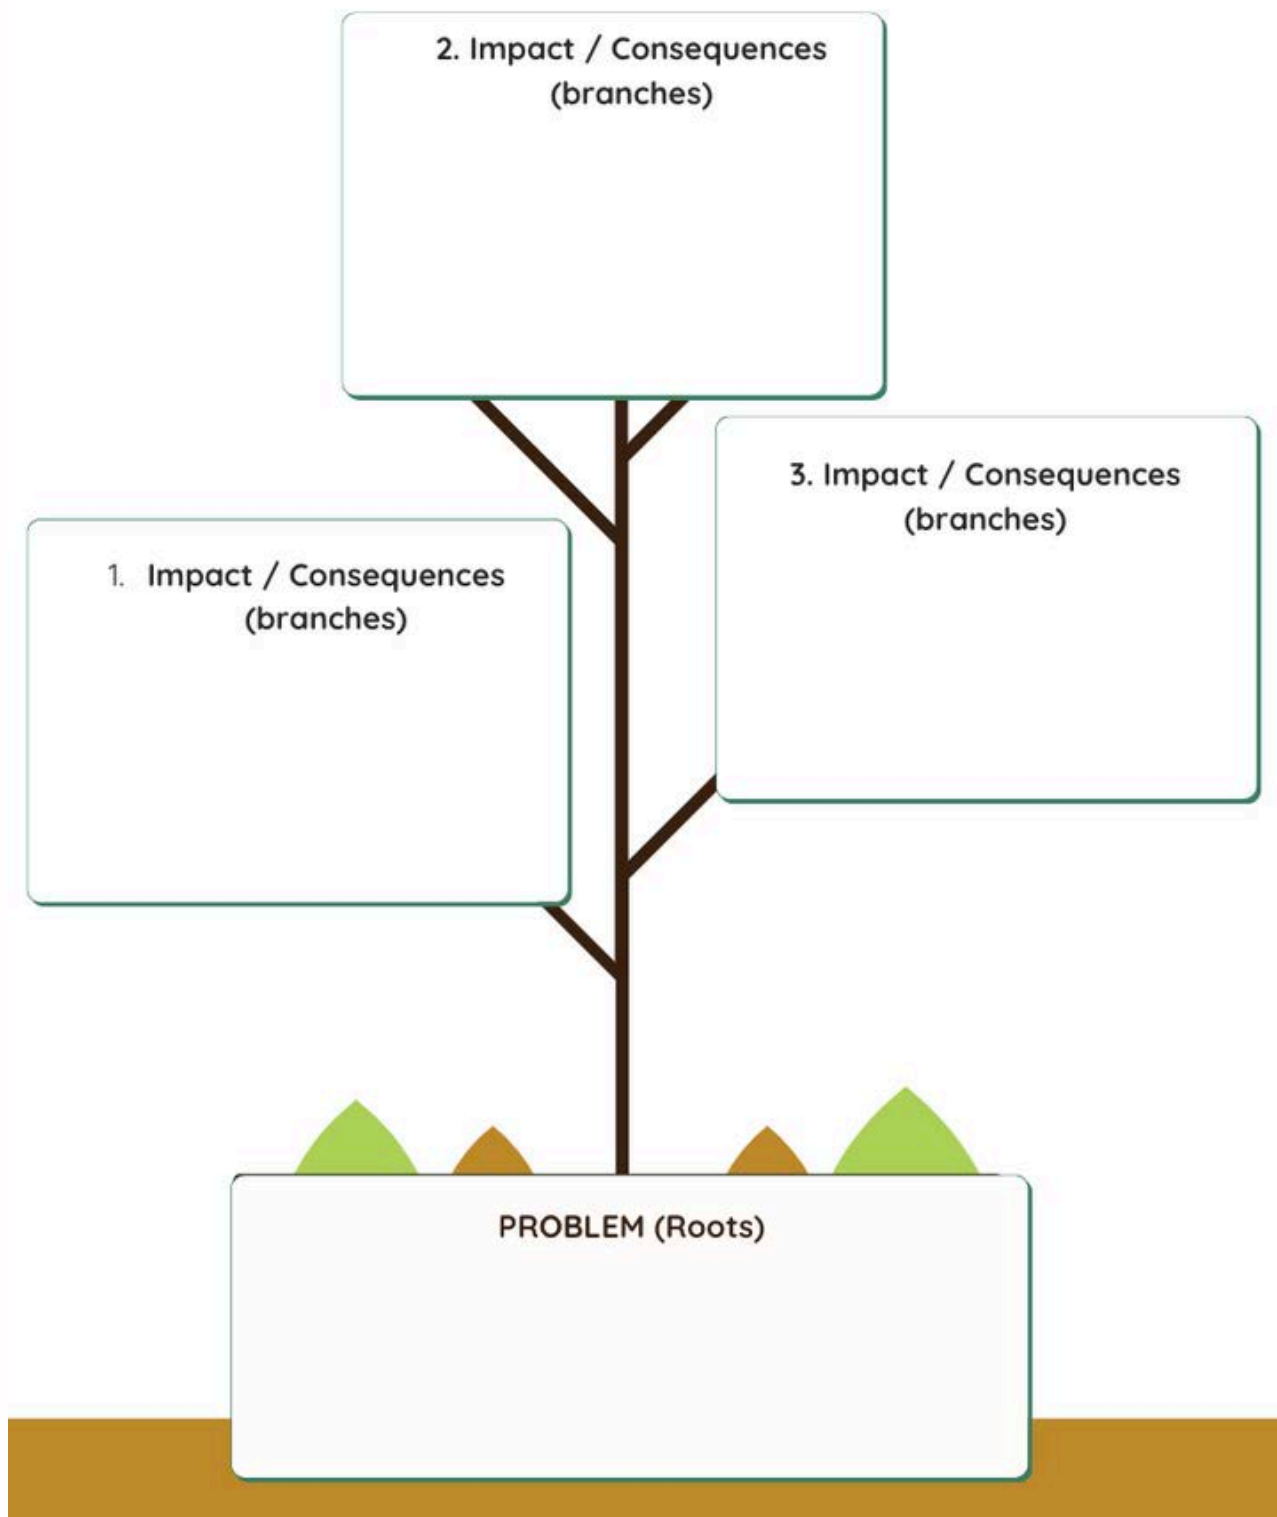 2. Impact / Consequences
(branches)
3. Impact / Consequences
(branches)
1. Impact / Consequences
(branches)
PROBLEM (Roots)